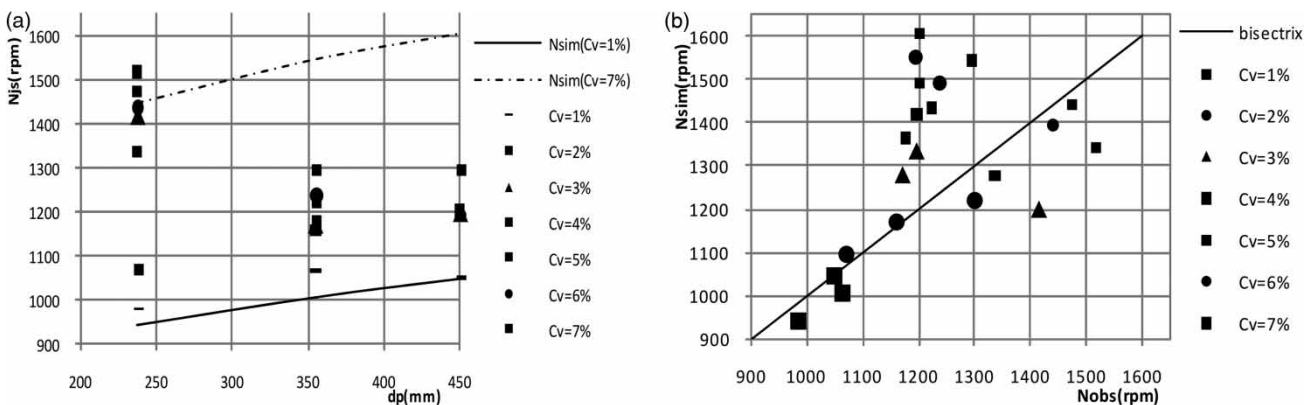 (a)
1600
1500
1400
1300
1200
1100
1000
900
Njs(rpm)
200 250 300 350 400 450
dp(mm)
Nsim(Cv=1%)
Nsim(Cv=7%)
Cv=1%
Cv=2%
Cv=3%
Cv=4%
Cv=5%
Cv=6%
Cv=7%
(b)
1600
1500
1400
1300
1200
1100
1000
900
Nsim(rpm)
900 1000 1100 1200 1300 1400 1500 1600
Nobs(rpm)
bisectrix
Cv=1%
Cv=2%
Cv=3%
Cv=4%
Cv=5%
Cv=6%
Cv=7%